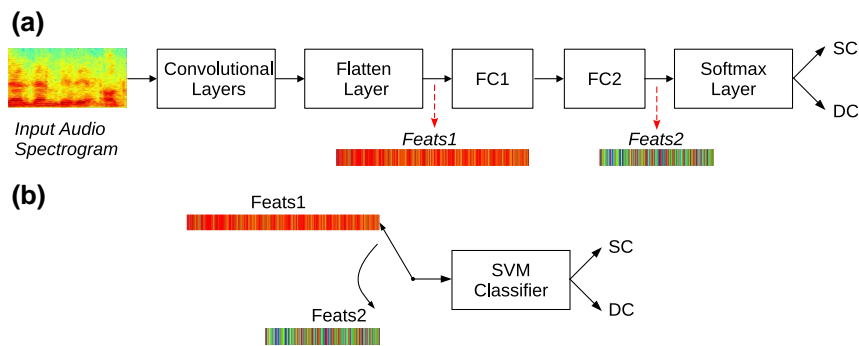 (a)
Input Audio
Spectrogram
Convolutional
Layers
Flatten
Layer
FC1
FC2
Softmax
Layer
SC
DC
Feats1
Feats2
(b)
Feats1
Feats2
SVM
Classifier
SC
DC